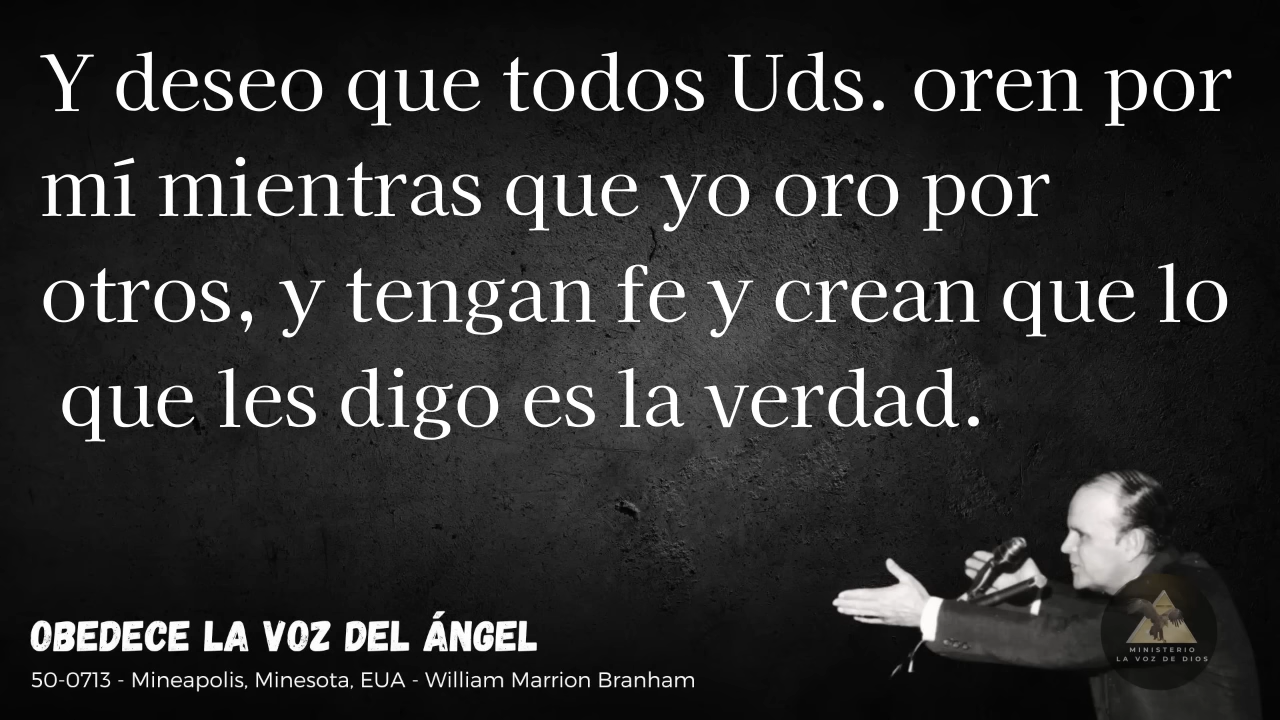 Y deseo que todos Uds. oren por
mí mientras que yo oro por
otros, y tengan fe y crean que lo
que les digo es la verdad.
OBEDECE LA VOZ DEL ÁNGEL
50-0713 - Mineapolis, Minesota, EUA - William Marrion Branham
MINISTERIO
LA VOZ DE DIOS